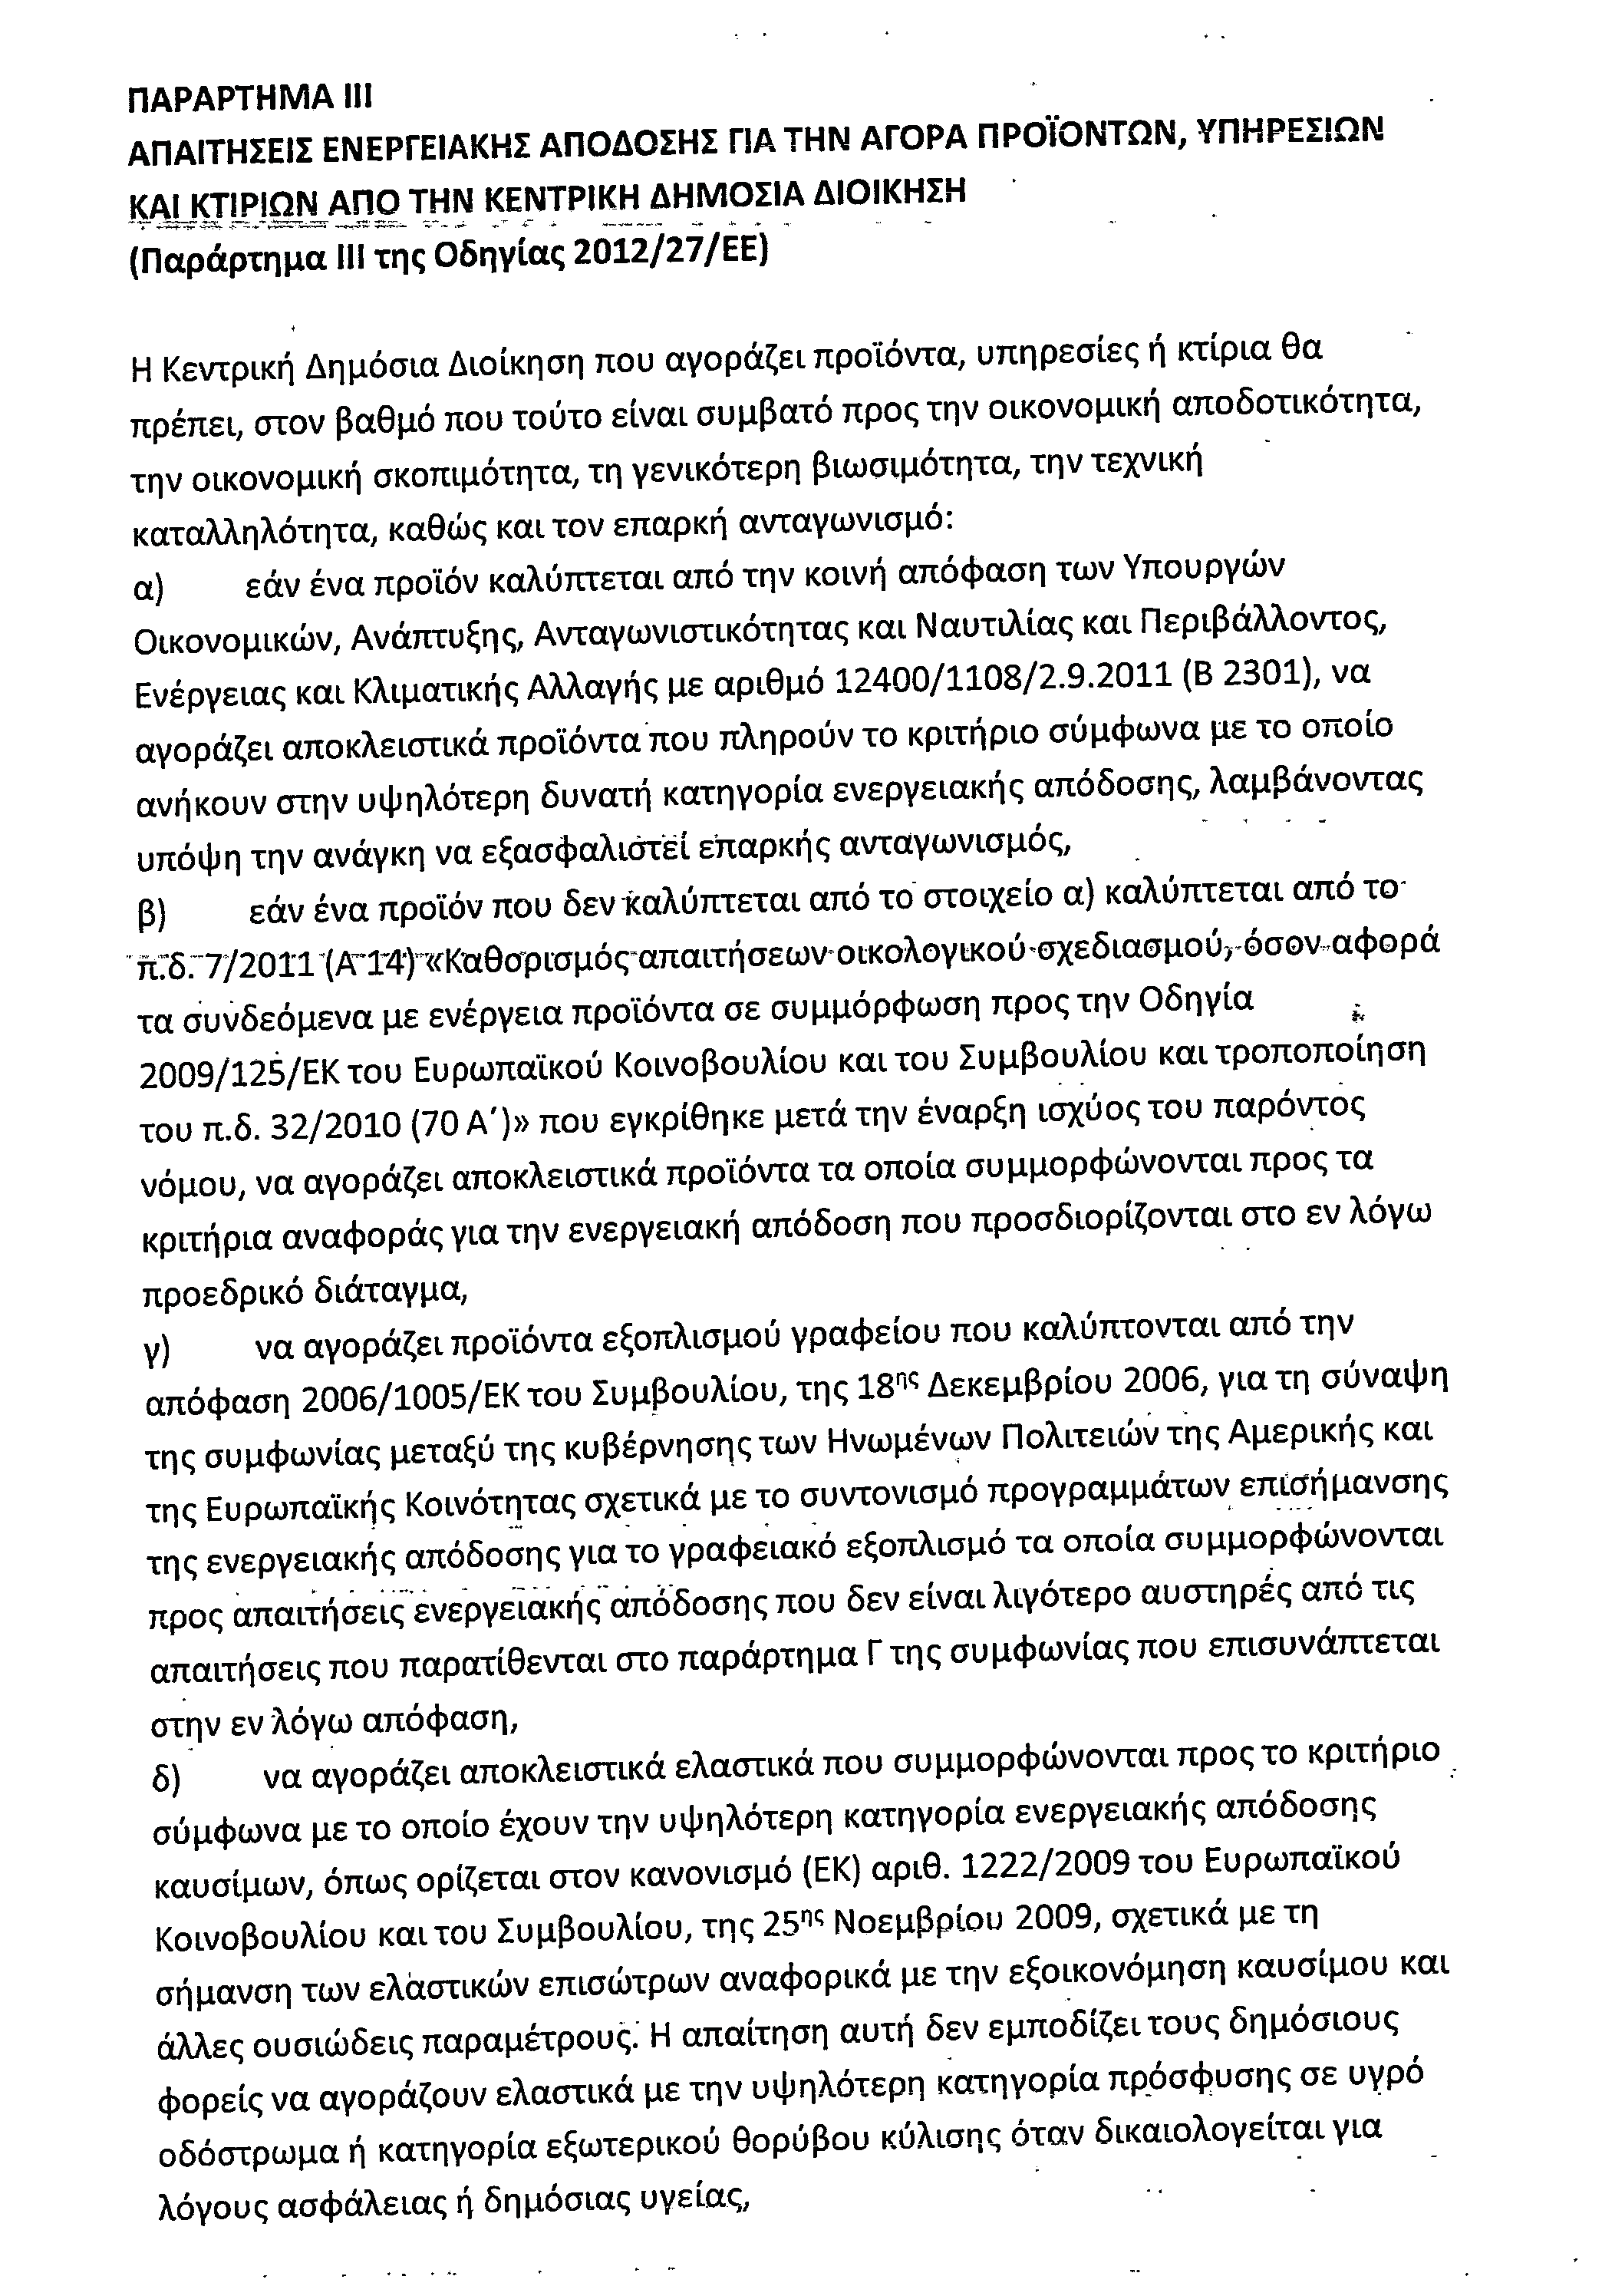 ΠΑΡΑΡΤΗΜΑ ΙΙΙ
ΑΠΑΙΤΗΣΕΙΣ ΕΝΕΡΓΕΙΑΚΗΣ ΑΠΟΔΟΣΗΣ ΓΙΑ ΤΗΝ ΑΓΟΡΑ ΠΡΟΪΟΝΤΩΝ, ΥΠΗΡΕΣΙΩΝ
ΚΑΙ ΚΤΙΡΙΩΝ ΑΠΟ ΤΗΝ ΚΕΝΤΡΙΚΗ ΔΗΜΟΣΙΑ ΔΙΟΙΚΗΣΗ
(Παράρτημα ΙΙΙ της Οδηγίας 2012/27/ΕΕ)
Η Κεντρική Δημόσια Διοίκηση που αγοράζει προϊόντα, υπηρεσίες ή κτίρια θα
πρέπει, στον βαθμό που τούτο είναι συμβατό προς την οικονομική αποδοτικότητα,
την οικονομική σκοπιμότητα, τη γενικότερη βιωσιμότητα, την τεχνική
καταλληλότητα, καθώς και τον επαρκή ανταγωνισμό:
α) εάν ένα προϊόν καλύπτεται από την κοινή απόφαση των Υπουργών
Οικονομικών, Ανάπτυξης, Ανταγωνιστικότητας και Ναυτιλίας και Περιβάλλοντος,
Ενέργειας και Κλιματικής Αλλαγής με αριθμό 12400/1108/2.9.2011 (Β 2301), να
αγοράζει αποκλειστικά προϊόντα που πληρούν το κριτήριο σύμφωνα με το οποίο
ανήκουν στην υψηλότερη δυνατή κατηγορία ενεργειακής απόδοσης, λαμβάνοντας
υπόψη την ανάγκη να εξασφαλιστεί επαρκής ανταγωνισμός,
β) εάν ένα προϊόν που δεν καλύπτεται από το στοιχείο α) καλύπτεται από το
π.δ. 7/2011 (Α 14) «Καθορισμός απαιτήσεων οικολογικού σχεδιασμού, όσον αφορά
τα συνδεόμενα με ενέργεια προϊόντα σε συμμόρφωση προς την Οδηγία
2009/125/ΕΚ του Ευρωπαϊκού Κοινοβουλίου και του Συμβουλίου και τροποποίηση
του π.δ. 32/2010 (70 Α΄)» που εγκρίθηκε μετά την έναρξη ισχύος του παρόντος
νόμου, να αγοράζει αποκλειστικά προϊόντα τα οποία συμμορφώνονται προς τα
κριτήρια αναφοράς για την ενεργειακή απόδοση που προσδιορίζονται στο εν λόγω
προεδρικό διάταγμα,
γ) να αγοράζει προϊόντα εξοπλισμού γραφείου που καλύπτονται από την
απόφαση 2006/1005/ΕΚ του Συμβουλίου, της 18ης Δεκεμβρίου 2006, για τη σύναψη
της συμφωνίας μεταξύ της κυβέρνησης των Ηνωμένων Πολιτειών της Αμερικής και
της Ευρωπαϊκής Κοινότητας σχετικά με το συντονισμό προγραμμάτων επισήμανσης
της ενεργειακής απόδοσης για το γραφειακό εξοπλισμό τα οποία συμμορφώνονται
προς απαιτήσεις ενεργειακής απόδοσης που δεν είναι λιγότερο αυστηρές από τις
απαιτήσεις που παρατίθενται στο παράρτημα Γ της συμφωνίας που επισυνάπτεται
στην εν λόγω απόφαση,
δ) να αγοράζει αποκλειστικά ελαστικά που συμμορφώνονται προς το κριτήριο
σύμφωνα με το οποίο έχουν την υψηλότερη κατηγορία ενεργειακής απόδοσης
καυσίμων, όπως ορίζεται στον κανονισμό (ΕΚ) αριθ. 1222/2009 του Ευρωπαϊκού
Κοινοβουλίου και του Συμβουλίου, της 25ης Νοεμβρίου 2009, σχετικά με τη
σήμανση των ελαστικών επισώτρων αναφορικά με την εξοικονόμηση καυσίμου και
άλλες ουσιώδεις παραμέτρους. Η απαίτηση αυτή δεν εμποδίζει τους δημόσιους
φορείς να αγοράζουν ελαστικά με την υψηλότερη κατηγορία πρόσφυσης σε υγρό
οδόστρωμα ή κατηγορία εξωτερικού θορύβου κύλισης όταν δικαιολογείται για
λόγους ασφάλειας ή δημόσιας υγείας,